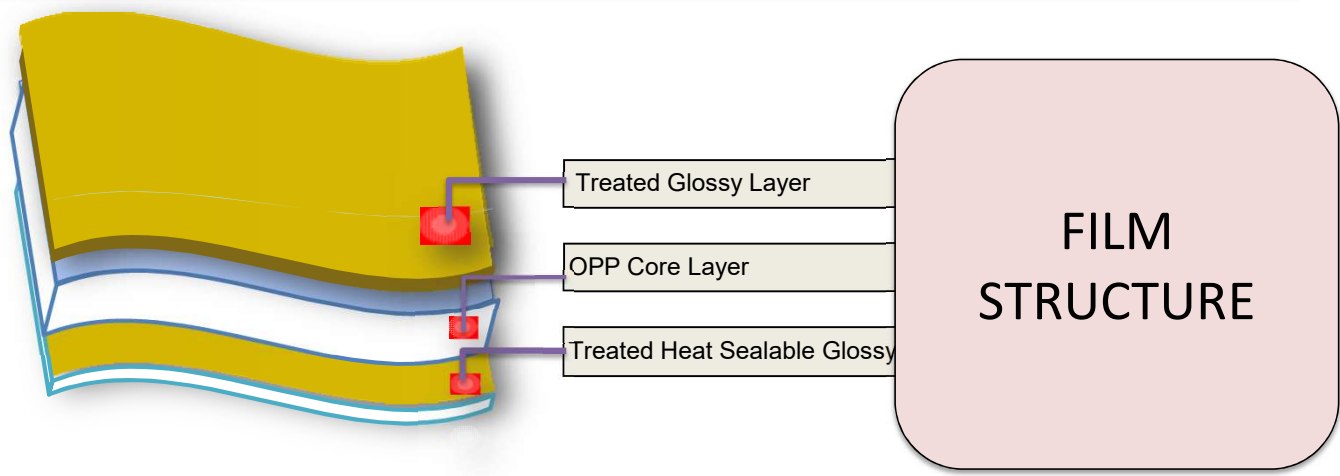 Treated Glossy Layer
OPP Core Layer
Treated Heat Sealable Glossy
FILM
STRUCTURE